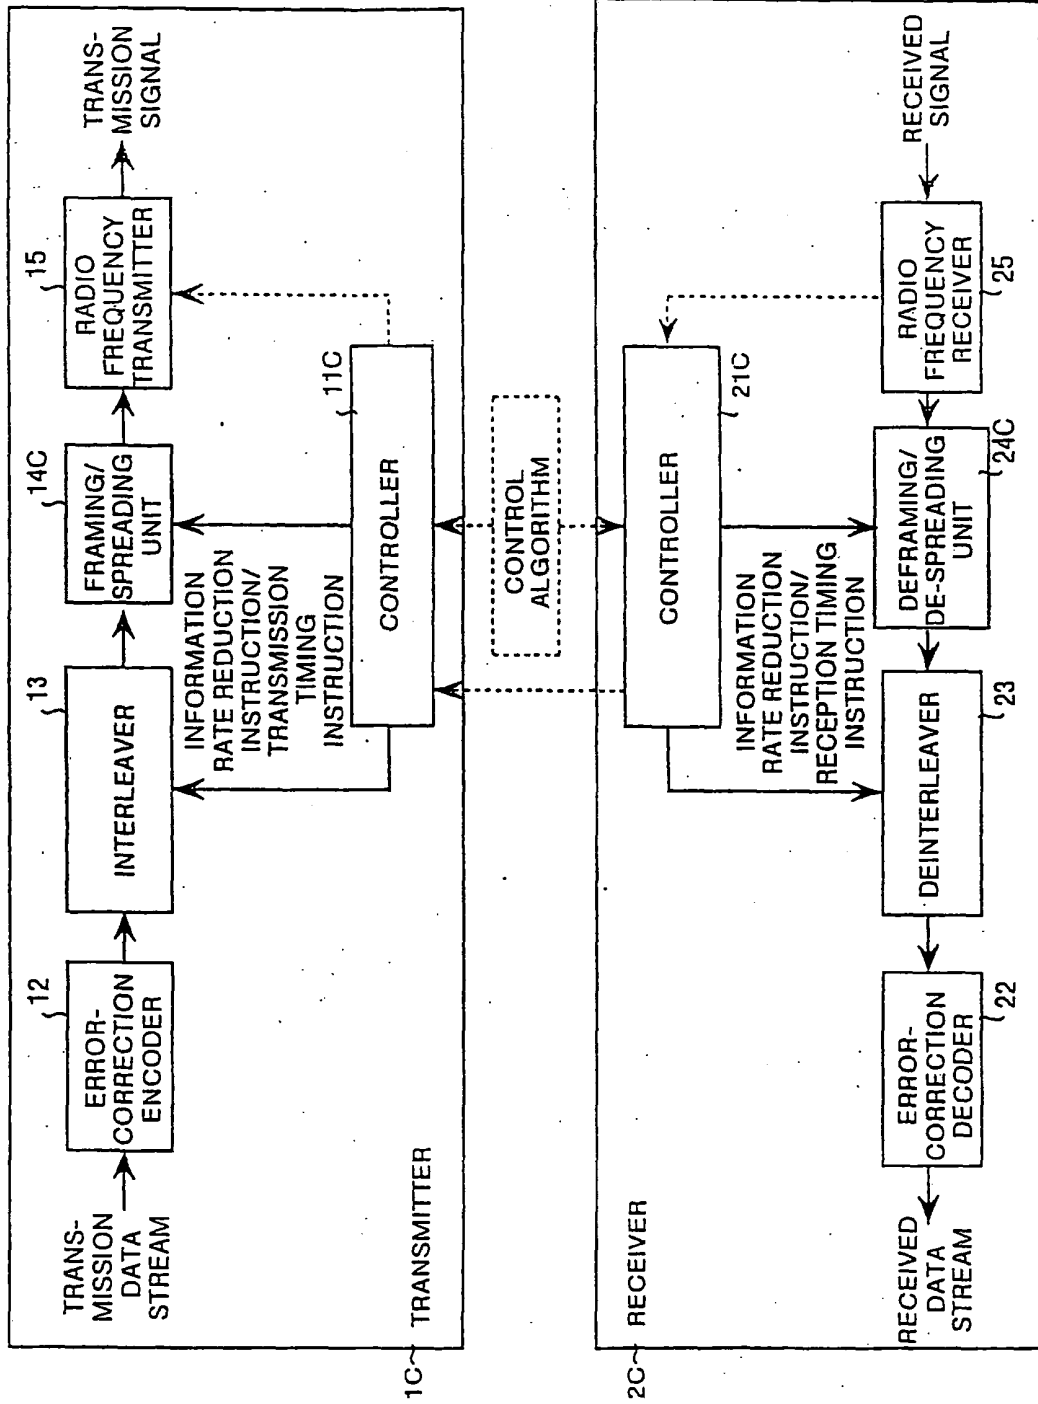 TRANS-
MISSION
DATA
STREAM
12
ERROR-
CORRECTION
ENCODER
13
INTERLEAVER
14C
FRAMING/
SPREADING
UNIT
15
RADIO
FREQUENCY
TRANSMITTER
TRANS-
MISSION
SIGNAL
INFORMATION
RATE REDUCTION
INSTRUCTION/
TRANSMISSION
TIMING
INSTRUCTION
11C
CONTROLLER
1C
TRANSMITTER
CONTROL
ALGORITHM
2C
RECEIVER
CONTROLLER
21C
INFORMATION
RATE REDUCTION
INSTRUCTION/
RECEPTION TIMING
INSTRUCTION
RECEIVED
DATA
STREAM
ERROR-
CORRECTION
DECODER
22
DEINTERLEAVER
23
DEFRAMING/
DE-SPREADING
UNIT
24C
RADIO
FREQUENCY
RECEIVER
25
RECEIVED
SIGNAL